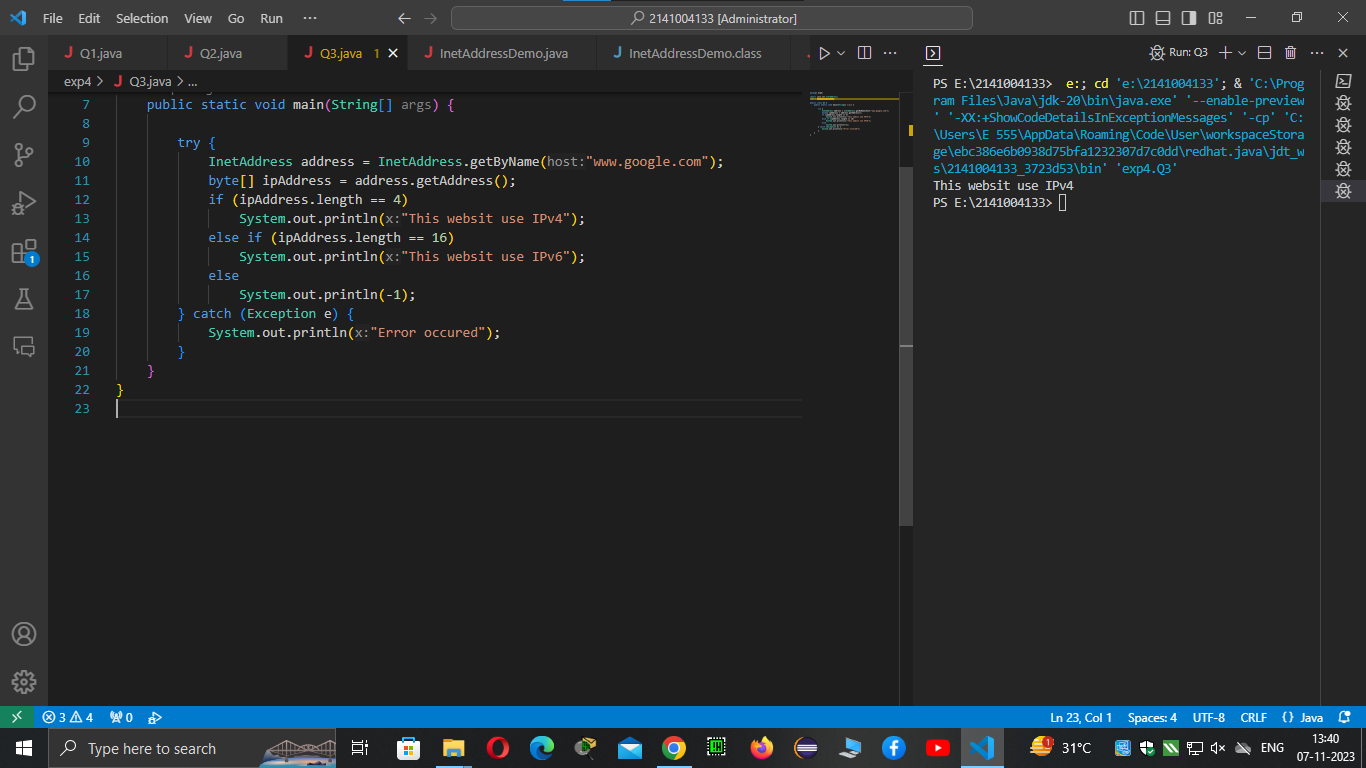 File Edit Selection View Go Run ··· 2141004133 [Administrator]
Q1.java Q2.java Q3.java 1 InetAddressDemo.java InetAddressDemo.class
Run: Q3
exp4 > Q3.java > ...
7 public static void main(String[] args) {
8
9 try {
10 InetAddress address = InetAddress.getByName(host:"www.google.com");
11 byte[] ipAddress = address.getAddress();
12 if (ipAddress.length == 4)
13 System.out.println(x:"This websit use IPv4");
14 else if (ipAddress.length == 16)
15 System.out.println(x:"This websit use IPv6");
16 else
17 System.out.println(-1);
18 } catch (Exception e) {
19 System.out.println(x:"Error occured");
20 }
21 }
22 }
23
PS E:\2141004133> e:; cd 'e:\2141004133'; & 'C:\Prog
ram Files\Java\jdk-20\bin\java.exe' '--enable-preview
' '-XX:+ShowCodeDetailsInExceptionMessages' '-cp' 'C:
\Users\E 555\AppData\Roaming\Code\User\workspaceStora
ge\ebc386e6b0938d75bfa1232307d7c0dd\redhat.java\jdt_w
s\2141004133_3723d53\bin' 'exp4.Q3'
This websit use IPv4
PS E:\2141004133>
1
3 4 0 Ln 23, Col 1 Spaces: 4 UTF-8 CRLF { } Java
Type here to search 1 31°C ENG 13:40
07-11-2023